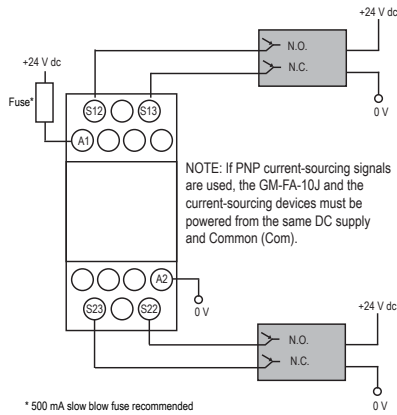 +24 V dc
N.O.
N.C.
0 V
+24 V dc
Fuse*
S12
S13
A1
NOTE: If PNP current-sourcing signals
are used, the GM-FA-10J and the
current-sourcing devices must be
powered from the same DC supply
and Common (Com).
A2
S23
S22
0 V
+24 V dc
N.O.
N.C.
0 V
* 500 mA slow blow fuse recommended